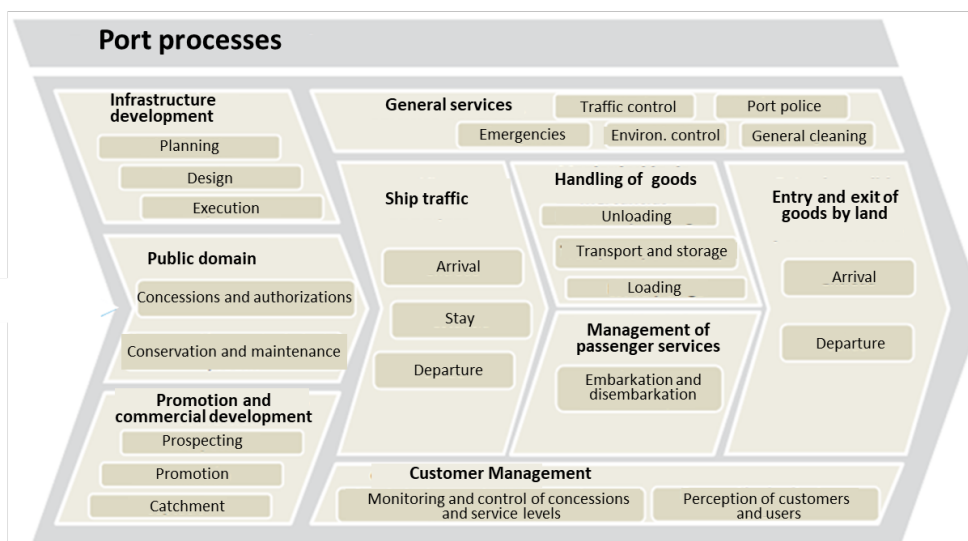 Port processes
Infrastructure
development
Planning
Design
Execution
Public domain
Concessions and authorizations
Conservation and maintenance
Promotion and
commercial development
Prospecting
Promotion
Catchment
General services
Traffic control
Port police
Emergencies
Environ. control
General cleaning
Ship traffic
Arrival
Stay
Departure
Handling of goods
Unloading
Transport and storage
Loading
Management of
passenger services
Embarkation and
disembarkation
Entry and exit of
goods by land
Arrival
Departure
Customer Management
Monitoring and control of concessions
and service levels
Perception of customers
and users